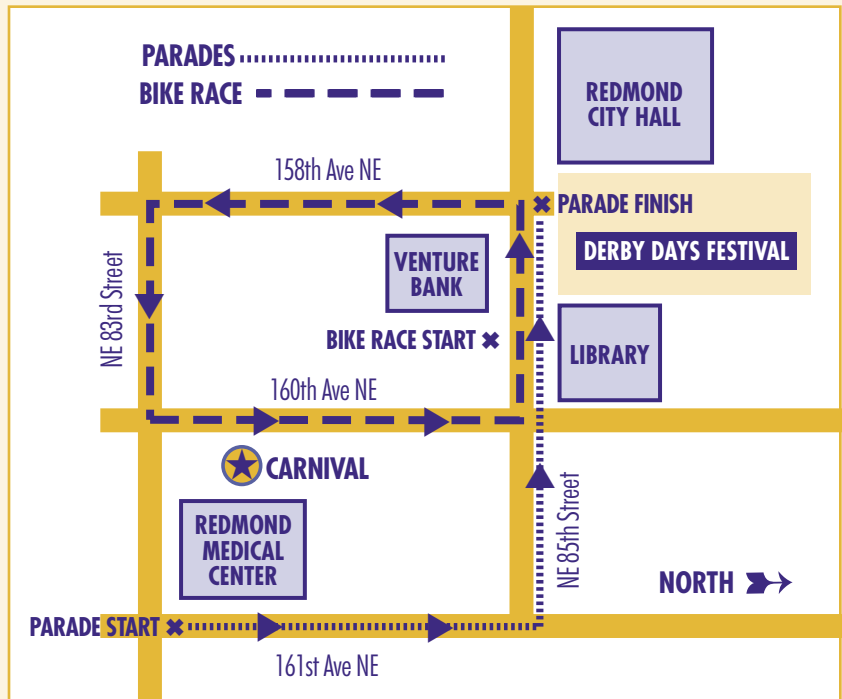 PARADES
BIKE RACE
REDMOND
CITY HALL
158th Ave NE
PARADE FINISH
DERBY DAYS FESTIVAL
VENTURE
BANK
NE 83rd Street
BIKE RACE START
LIBRARY
160th Ave NE
CARNIVAL
REDMOND
MEDICAL
CENTER
NE 85th Street
NORTH
PARADE START
161st Ave NE